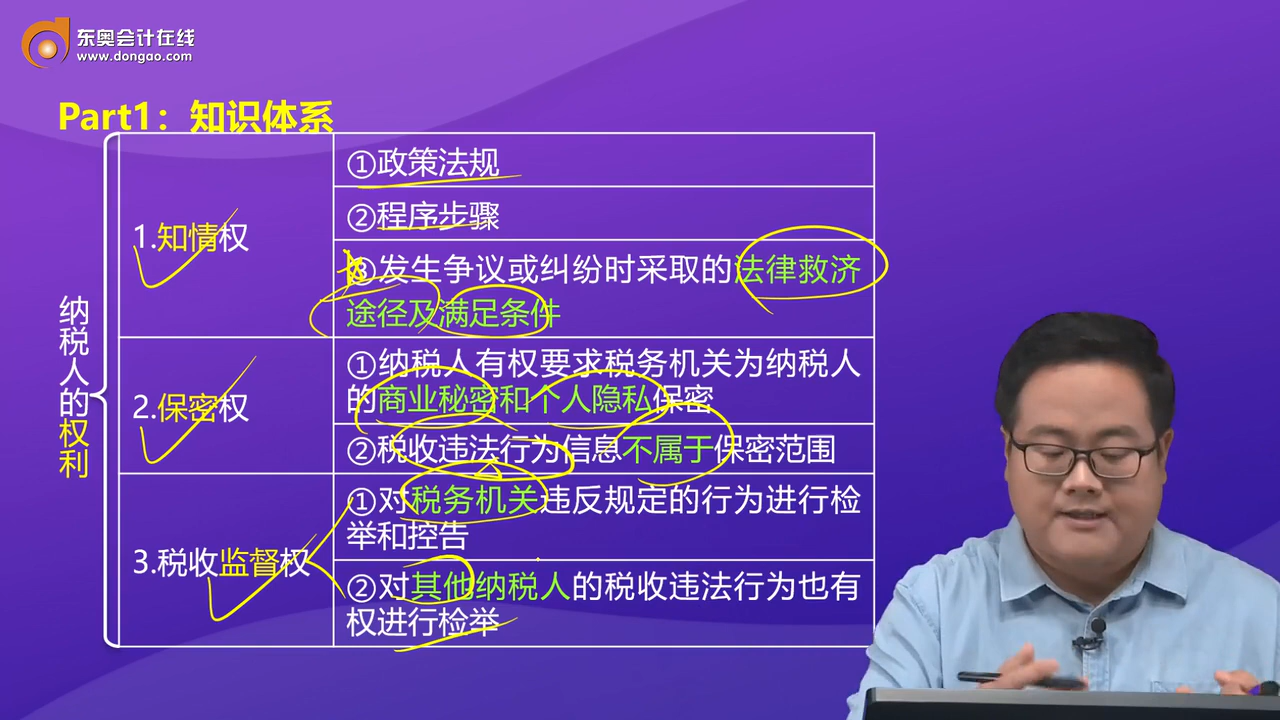 东奥会计在线
www.dongao.com
Part1：知识体系
纳税人的权利
1.知情权
①政策法规
②程序步骤
③发生争议或纠纷时采取的法律救济
途径及满足条件
2.保密权
①纳税人有权要求税务机关为纳税人
的商业秘密和个人隐私保密
②税收违法行为信息不属于保密范围
3.税收监督权
①对税务机关违反规定的行为进行检
举和控告
②对其他纳税人的税收违法行为也有
权进行检举